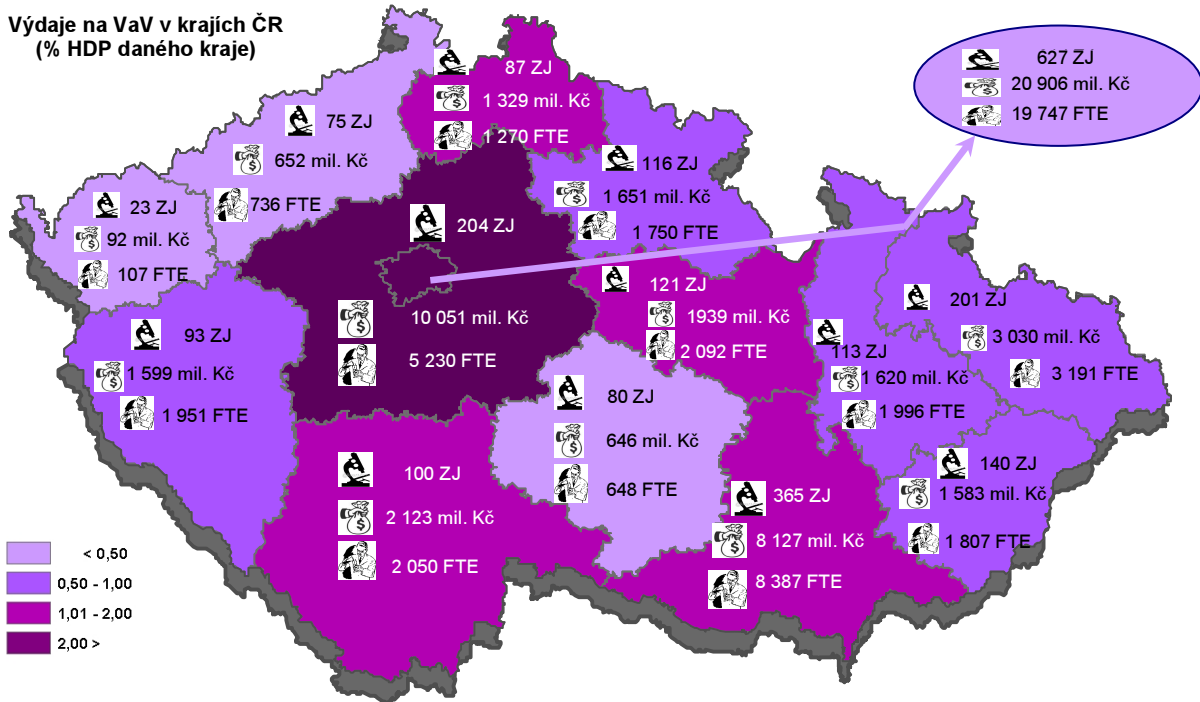 Výdaje na VaV v krajích ČR
(% HDP daného kraje)
627 ZJ
20 906 mil. Kč
19 747 FTE
87 ZJ
1 329 mil. Kč
1 270 FTE
75 ZJ
652 mil. Kč
736 FTE
116 ZJ
1 651 mil. Kč
1 750 FTE
23 ZJ
92 mil. Kč
107 FTE
204 ZJ
10 051 mil. Kč
5 230 FTE
121 ZJ
1939 mil. Kč
2 092 FTE
201 ZJ
3 030 mil. Kč
3 191 FTE
93 ZJ
1 599 mil. Kč
1 951 FTE
113 ZJ
1 620 mil. Kč
1 996 FTE
80 ZJ
646 mil. Kč
648 FTE
140 ZJ
1 583 mil. Kč
1 807 FTE
100 ZJ
2 123 mil. Kč
2 050 FTE
365 ZJ
8 127 mil. Kč
8 387 FTE
< 0,50
0,50 - 1,00
1,01 - 2,00
2,00 >